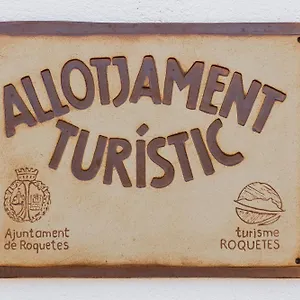 ALLOTJAMENT
TURÍSTIC
Ajuntament
de Roquetes
turisme
ROQUETES